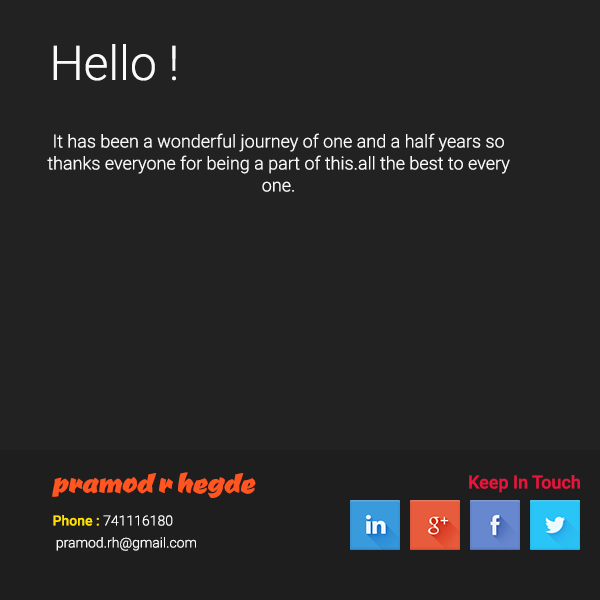 Hello !
It has been a wonderful journey of one and a half years so
thanks everyone for being a part of this.all the best to every
one.
pramod r hegde
Keep In Touch
Phone : 741116180
pramod.rh@gmail.com
in g+ f